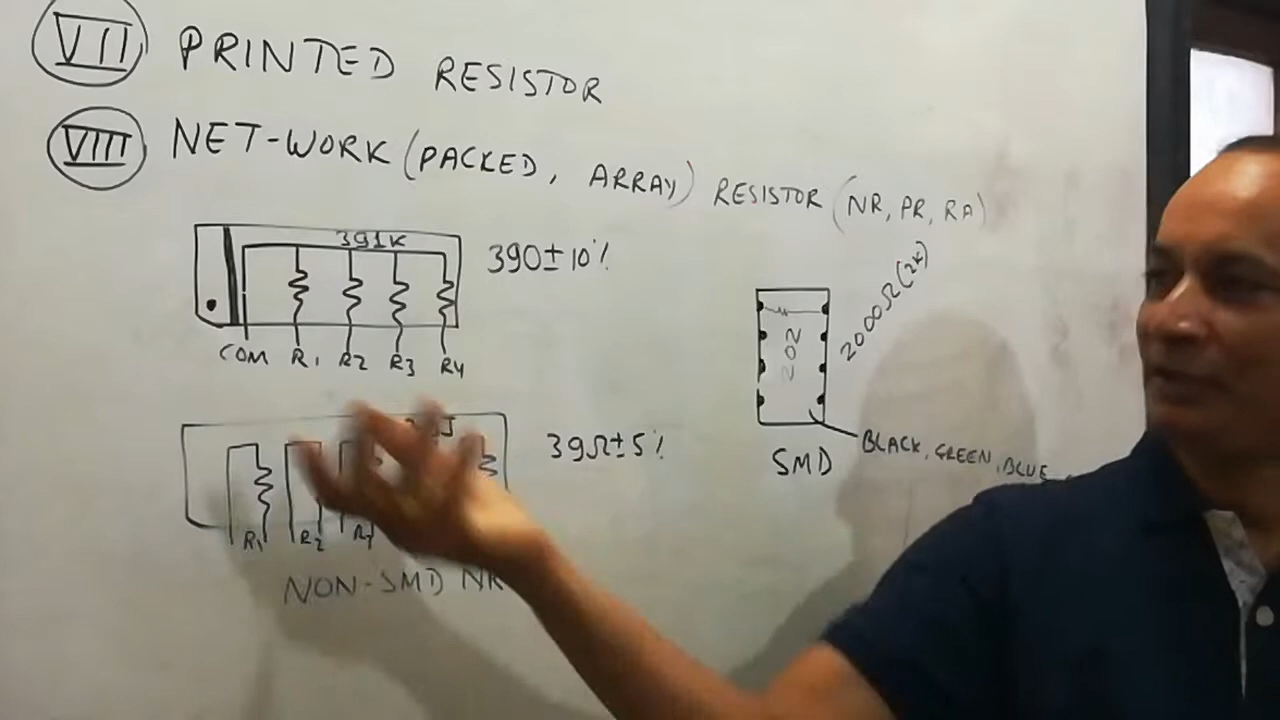 VII PRINTED RESISTOR
VIII NET-WORK (PACKED, ARRAY) RESISTOR (NR, PR, RA)
391K
390±10%
COM R1 R2 R3 R4
202
2000Ω(2K)
39Ω±5%
BLACK, GREEN, BLUE
SMD
R1 R2
NON-SMD NR